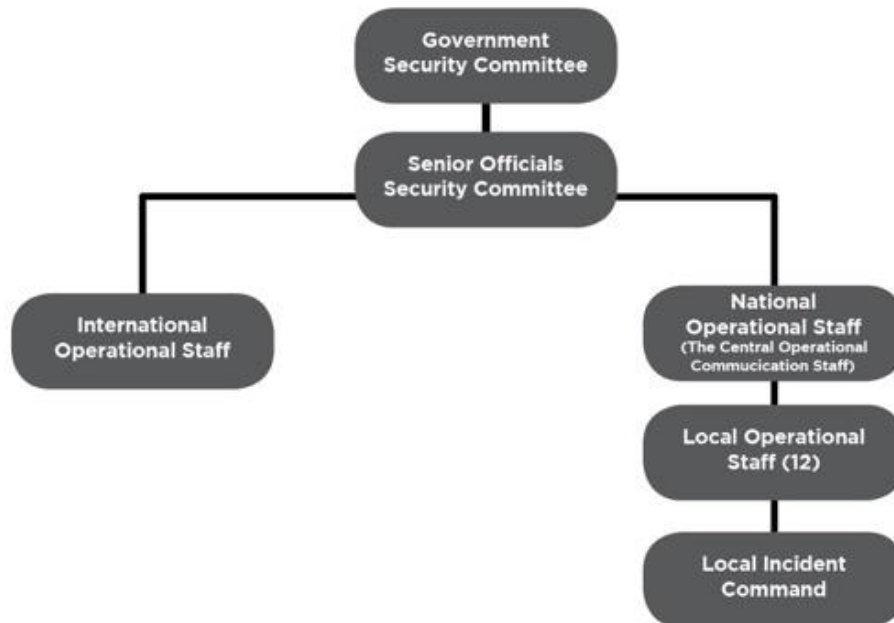 Government
Security Committee
Senior Officials
Security Committee
International
Operational Staff
National
Operational Staff
(The Central Operational
Commucication Staff)
Local Operational
Staff (12)
Local Incident
Command